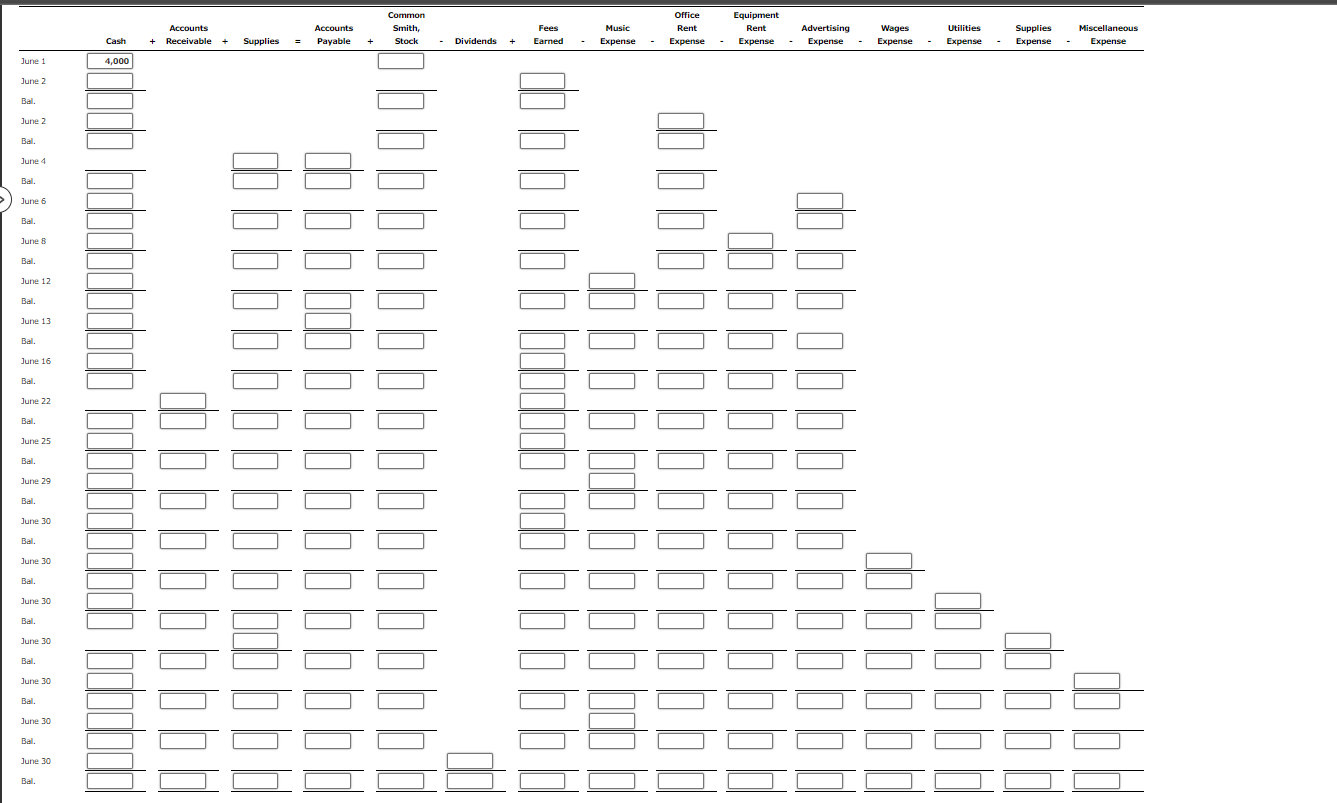 Common
Office Equipment
Accounts Accounts Smith, Fees Music Rent Rent Advertising Wages Utilities Supplies Miscellaneous
Cash + Receivable + Supplies = Payable + Stock - Dividends + Earned - Expense - Expense - Expense - Expense - Expense - Expense - Expense - Expense
June 1 4,000
June 2
Bal.
June 2
Bal.
June 4
Bal.
June 6
Bal.
June 8
Bal.
June 12
Bal.
June 13
Bal.
June 16
Bal.
June 22
Bal.
June 25
Bal.
June 29
Bal.
June 30
Bal.
June 30
Bal.
June 30
Bal.
June 30
Bal.
June 30
Bal.
June 30
Bal.
June 30
Bal.